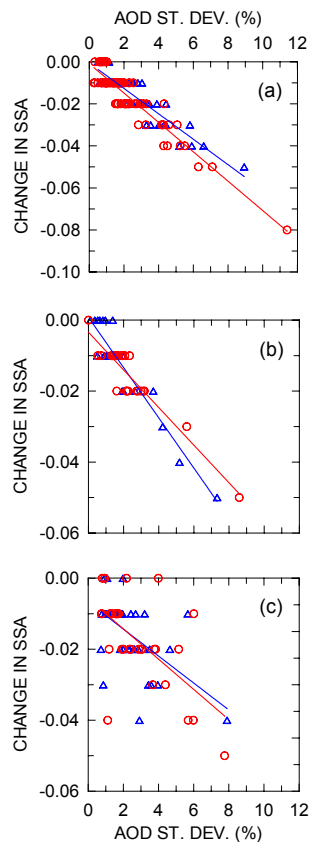 AOD ST. DEV. (%)
0 2 4 6 8 10 12
0.00
-0.02
-0.04
-0.06
-0.08
-0.10
CHANGE IN SSA
(a)
0.00
-0.02
-0.04
-0.06
CHANGE IN SSA
(b)
0.00
-0.02
-0.04
-0.06
CHANGE IN SSA
(c)
0 2 4 6 8 10 12
AOD ST. DEV. (%)